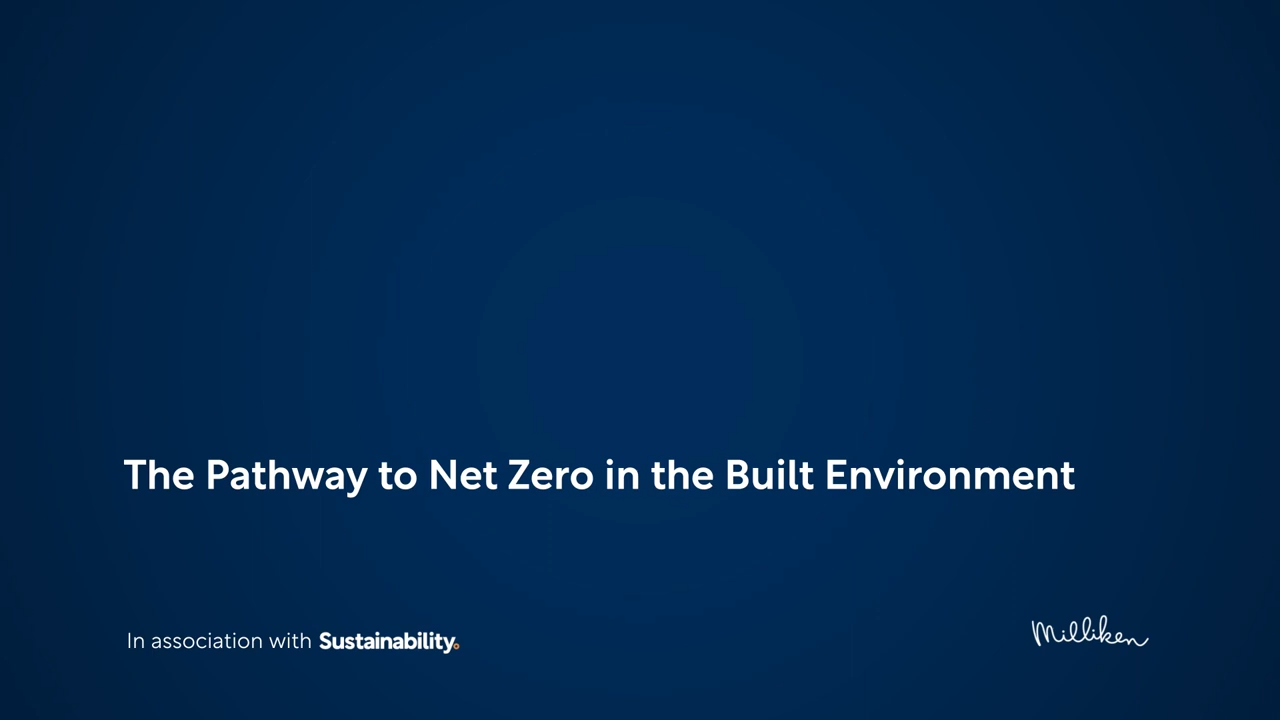 The Pathway to Net Zero in the Built Environment
In association with Sustainability.
Milliken